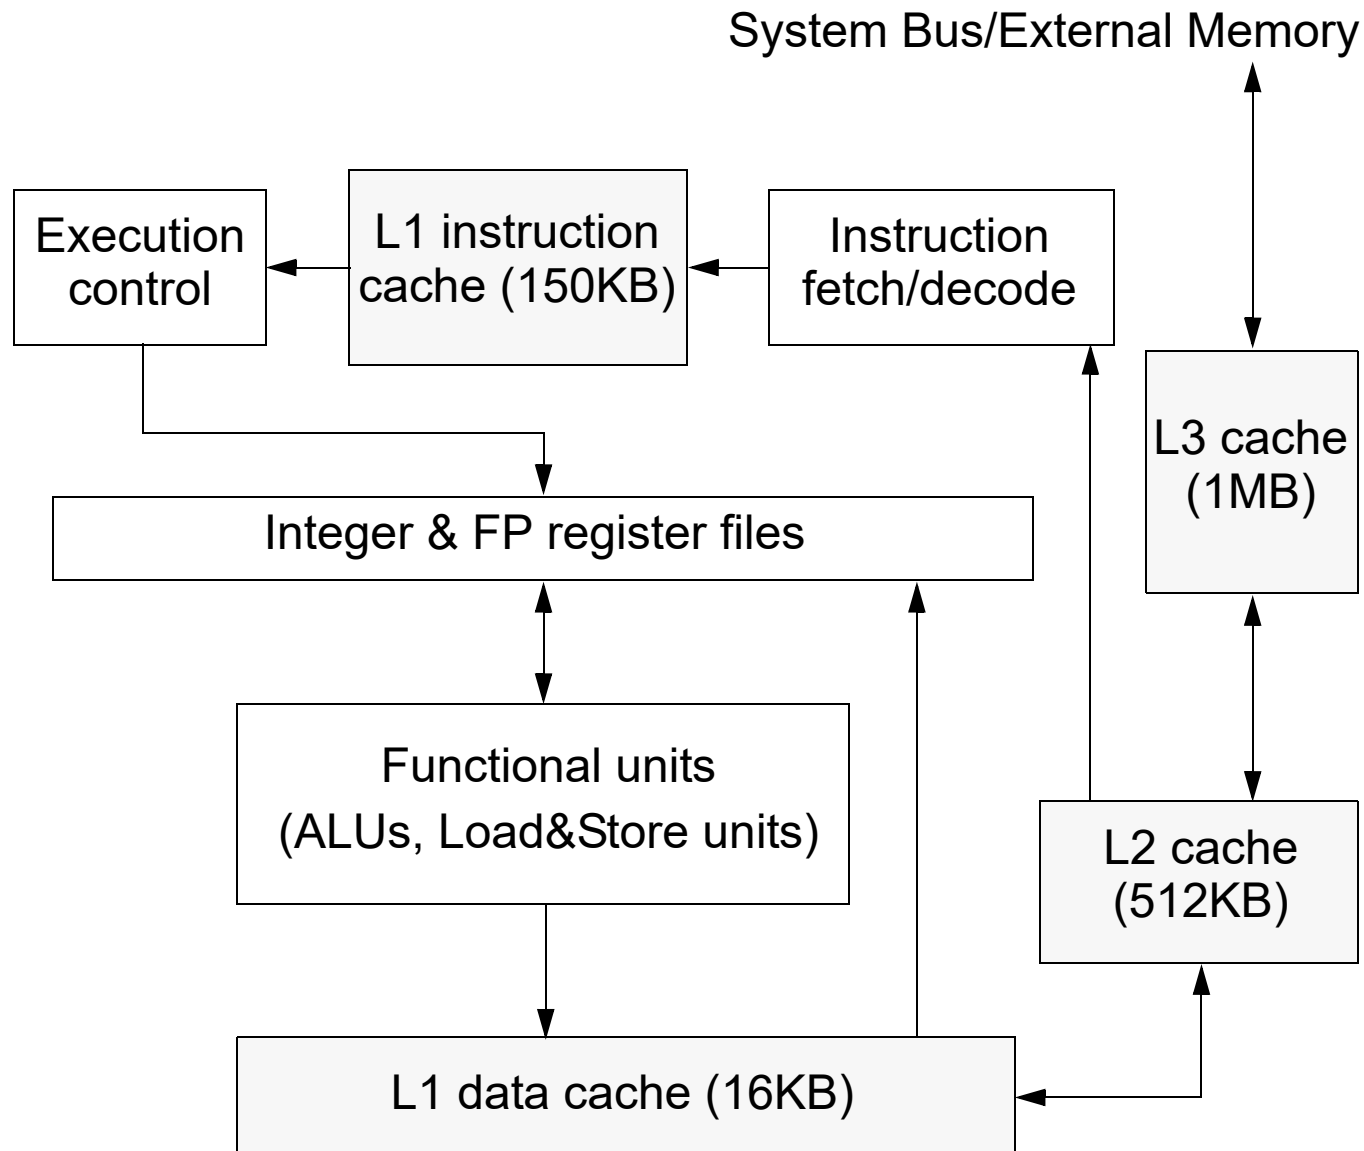 System Bus/External Memory
Execution
control
L1 instruction
cache (150KB)
Instruction
fetch/decode
L3 cache
(1MB)
Integer & FP register files
Functional units
(ALUs, Load&Store units)
L2 cache
(512KB)
L1 data cache (16KB)